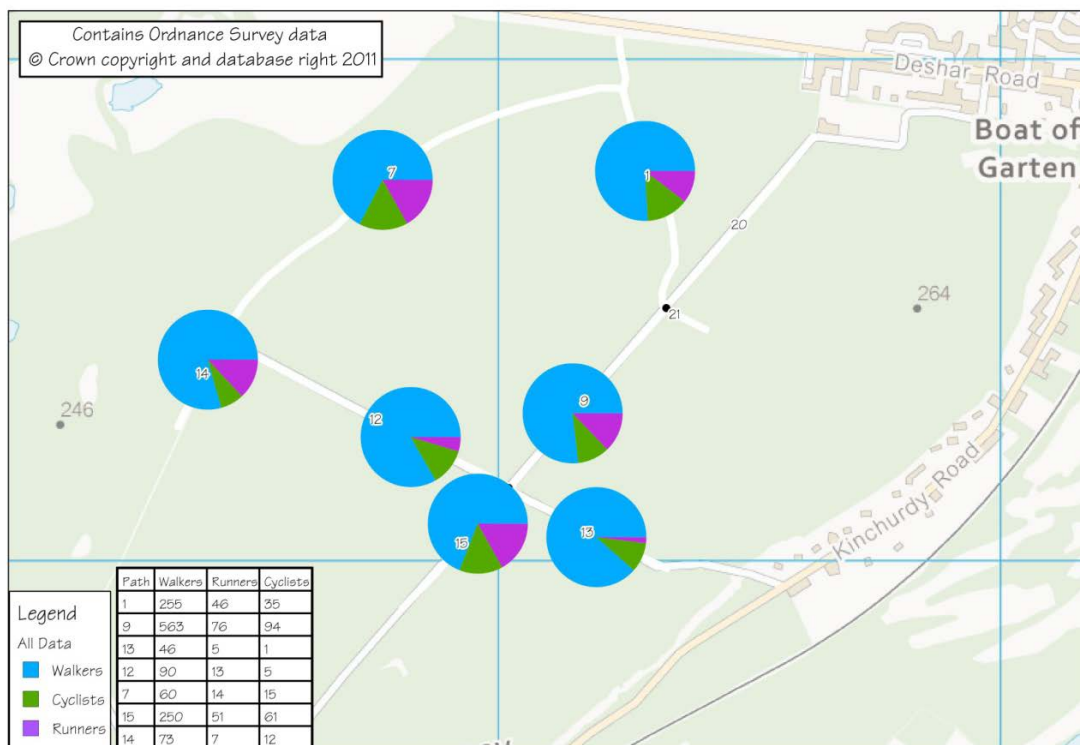 Contains Ordnance Survey data
© Crown copyright and database right 2011
Deshar Road
Boat of
Garten
7
1
20
21
264
14
246
12
9
Kinchurdy Road
15
13
Legend
All Data
Walkers
Cyclists
Runners
Path Walkers Runners Cyclists
1 255 46 35
9 563 76 94
13 46 5 1
12 90 13 5
7 60 14 15
15 250 51 61
14 73 7 12